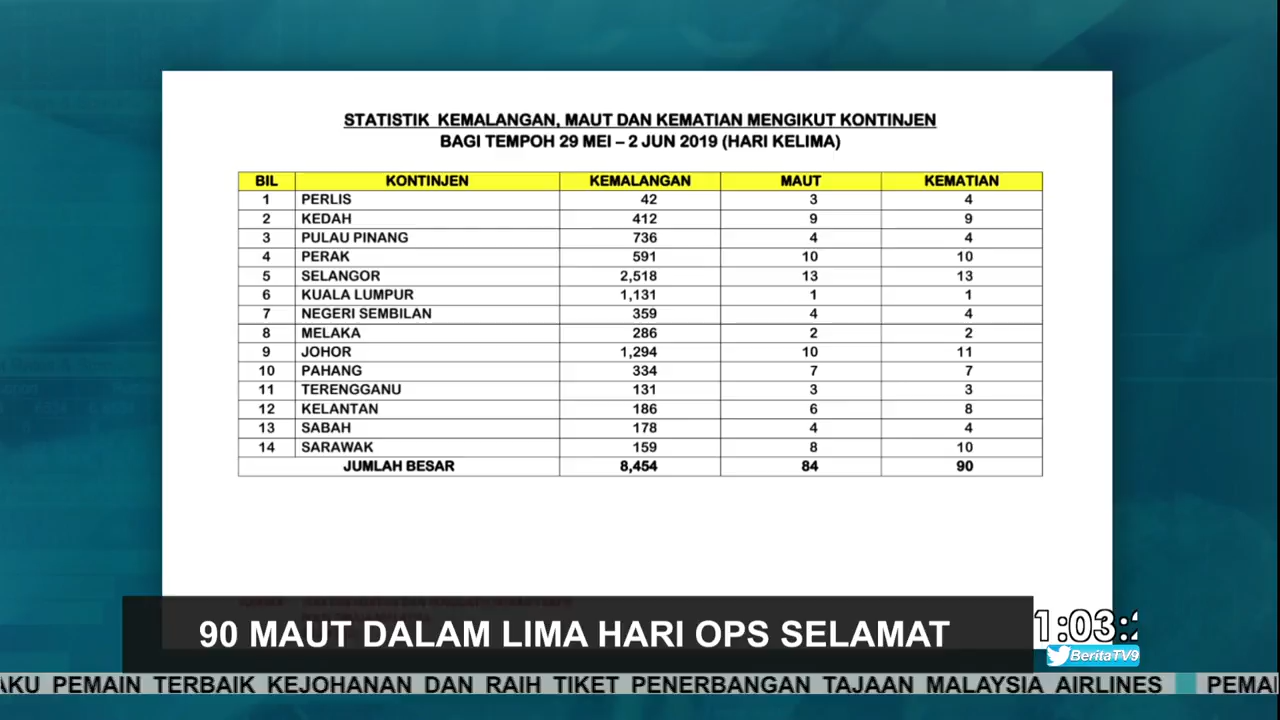 STATISTIK KEMALANGAN, MAUT DAN KEMATIAN MENGIKUT KONTINJEN
BAGI TEMPOH 29 MEI – 2 JUN 2019 (HARI KELIMA)
BIL KONTINJEN KEMALANGAN MAUT KEMATIAN
1 PERLIS 42 3 4
2 KEDAH 412 9 9
3 PULAU PINANG 736 4 4
4 PERAK 591 10 10
5 SELANGOR 2,518 13 13
6 KUALA LUMPUR 1,131 1 1
7 NEGERI SEMBILAN 359 4 4
8 MELAKA 286 2 2
9 JOHOR 1,294 10 11
10 PAHANG 334 7 7
11 TERENGGANU 131 3 3
12 KELANTAN 186 6 8
13 SABAH 178 4 4
14 SARAWAK 159 8 10
JUMLAH BESAR 8,454 84 90
90 MAUT DALAM LIMA HARI OPS SELAMAT
1:03:2
BeritaTV9
AKU PEMAIN TERBAIK KEJOHANAN DAN RAIH TIKET PENERBANGAN TAJAAN MALAYSIA AIRLINES PEMA